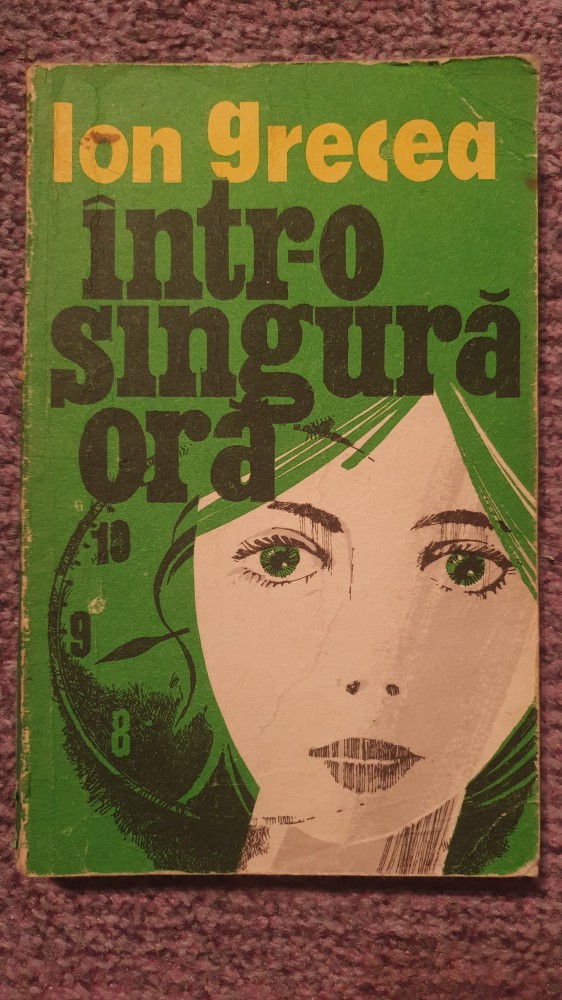 Ion grecea
într-o
singură
oră
10
9
8